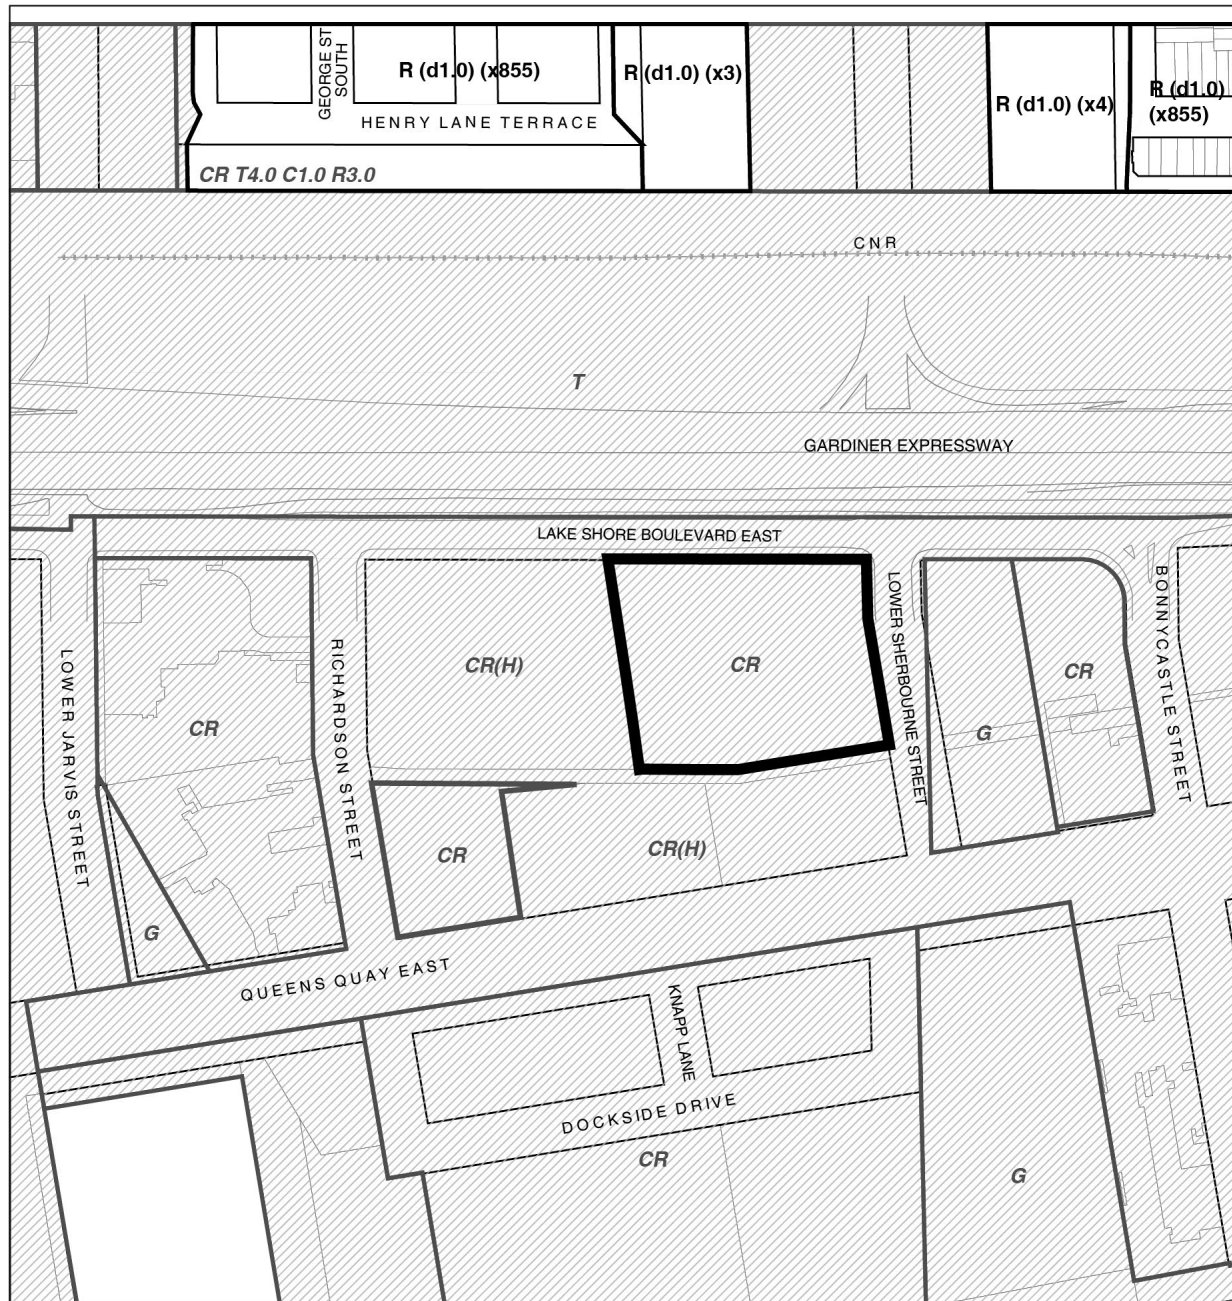 GEORGE ST
SOUTH
R (d1.0) (x855)
R (d1.0) (x3)
R (d1.0) (x4)
R (d1.0)
(x855)
HENRY LANE TERRACE
CR T4.0 C1.0 R3.0
CNR
T
GARDINER EXPRESSWAY
LAKE SHORE BOULEVARD EAST
LOWER JARVIS STREET
CR
RICHARDSON STREET
CR(H)
CR
LOWER SHERBOURNE STREET
G
CR
BONNYCASTLE STREET
G
CR
CR(H)
QUEENS QUAY EAST
KNAPP LANE
DOCKSIDE DRIVE
CR
G